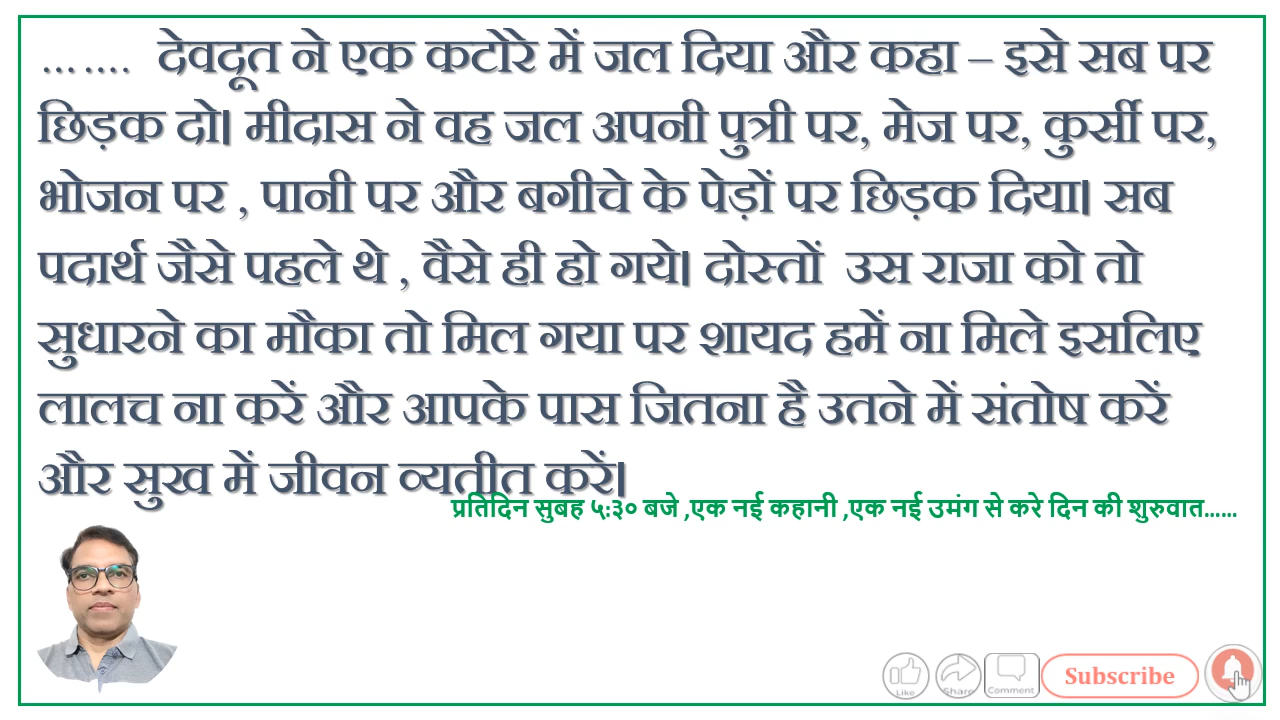 ....... देवदूत ने एक कटोरे में जल दिया और कहा – इसे सब पर
छिड़क दो। मीदास ने वह जल अपनी पुत्री पर, मेज पर, कुर्सी पर,
भोजन पर , पानी पर और बगीचे के पेड़ों पर छिड़क दिया। सब
पदार्थ जैसे पहले थे , वैसे ही हो गये। दोस्तों उस राजा को तो
सुधारने का मौका तो मिल गया पर शायद हमें ना मिले इसलिए
लालच ना करें और आपके पास जितना है उतने में संतोष करें
और सुख में जीवन व्यतीत करें।
प्रतिदिन सुबह ५:३० बजे ,एक नई कहानी ,एक नई उमंग से करे दिन की शुरुवात......
Like Share Comment Subscribe